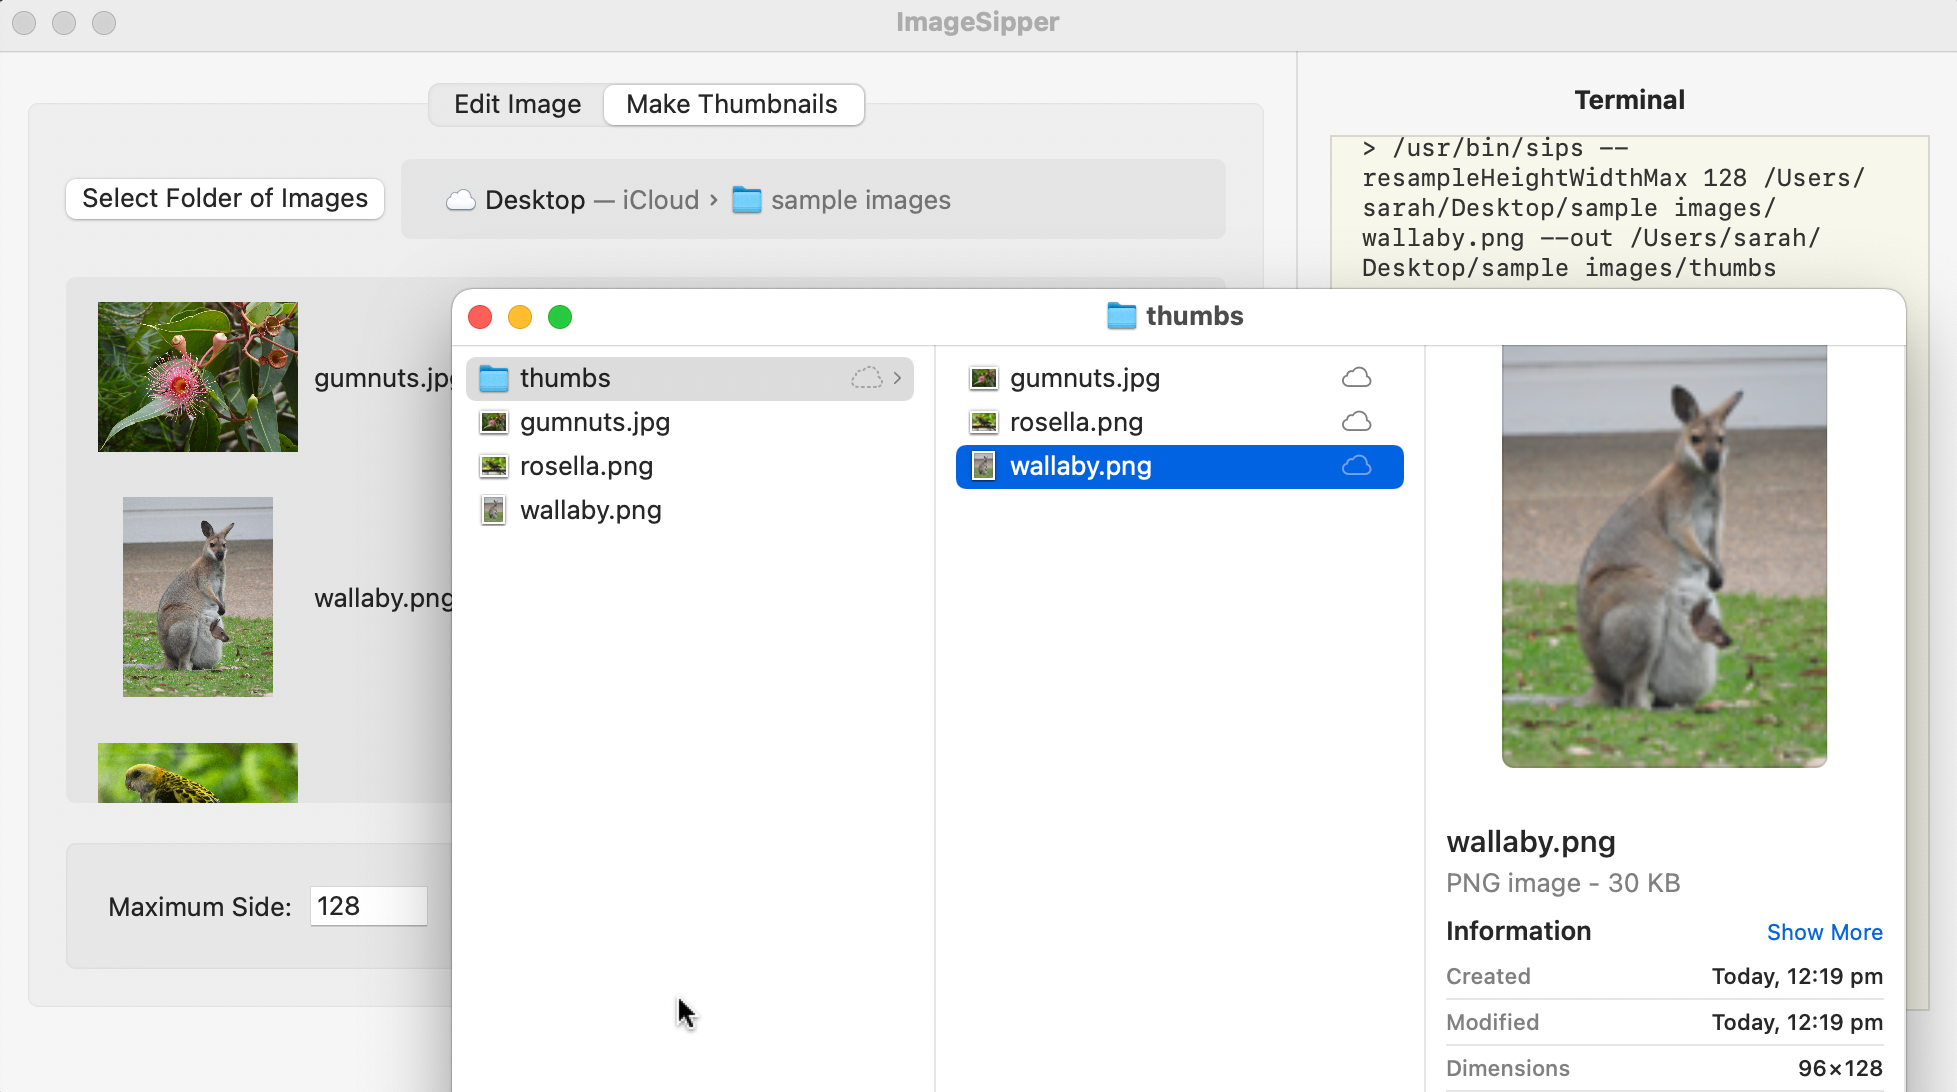 ImageSipper
Edit Image
Make Thumbnails
Select Folder of Images
Desktop — iCloud › sample images
gumnuts.jpg
wallaby.png
Maximum Side: 128
Terminal
> /usr/bin/sips --
resampleHeightWidthMax 128 /Users/
sarah/Desktop/sample images/
wallaby.png --out /Users/sarah/
Desktop/sample images/thumbs
thumbs
thumbs
gumnuts.jpg
rosella.png
wallaby.png
gumnuts.jpg
rosella.png
wallaby.png
wallaby.png
PNG image - 30 KB
Information Show More
Created Today, 12:19 pm
Modified Today, 12:19 pm
Dimensions 96×128